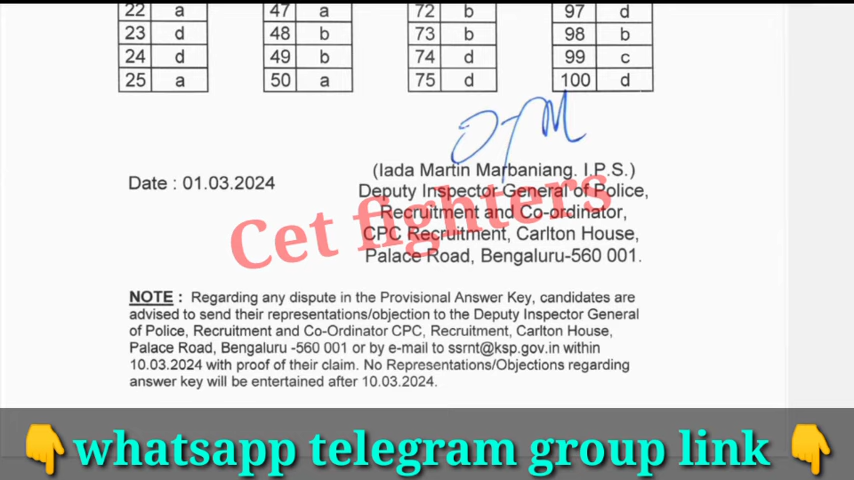 22 a 47 a 72 b 97 d
23 d 48 b 73 b 98 b
24 d 49 b 74 d 99 c
25 a 50 a 75 d 100 d
(Iada Martin Marbaniang. I.P.S.)
Date : 01.03.2024
Deputy Inspector General of Police,
Recruitment and Co-ordinator,
CPC Recruitment, Carlton House,
Palace Road, Bengaluru-560 001.
Cet fighters
NOTE : Regarding any dispute in the Provisional Answer Key, candidates are
advised to send their representations/objection to the Deputy Inspector General
of Police, Recruitment and Co-Ordinator CPC, Recruitment, Carlton House,
Palace Road, Bengaluru -560 001 or by e-mail to ssrnt@ksp.gov.in within
10.03.2024 with proof of their claim. No Representations/Objections regarding
answer key will be entertained after 10.03.2024.
👇whatsapp telegram group link 👇